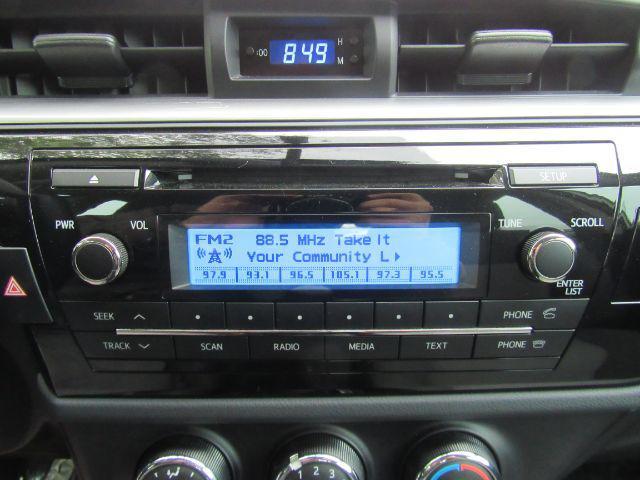 :00 849 H
M
SETUP
PWR VOL TUNE SCROLL
FM2 88.5 MHz Take It
Your Community L
97.9 93.1 96.5 105.1 97.3 95.5
ENTER
LIST
SEEK PHONE
TRACK SCAN RADIO MEDIA TEXT PHONE
1 2 3